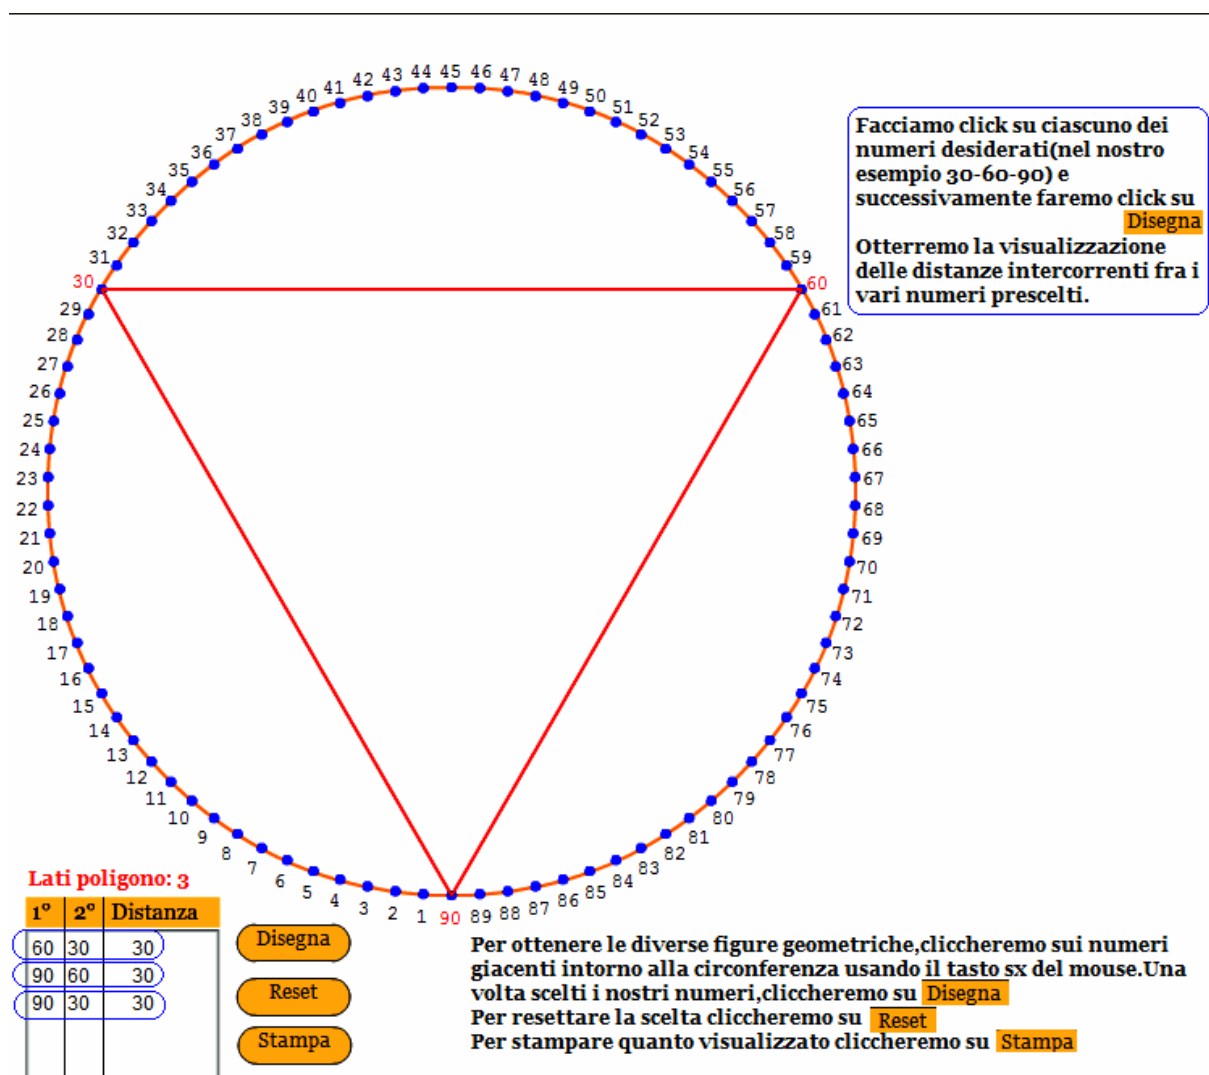 44 45 46
43 47
42 48
41 49
40 50
39 51
38 52
37 53
36 54
35 55
34 56
33 57
32 58
31 59
30 60
29 61
28 62
27 63
26 64
25 65
24 66
23 67
22 68
21 69
20 70
19 71
18 72
17 73
16 74
15 75
14 76
13 77
12 78
11 79
10 80
9 81
8 82
7 83
6 84
5 85
4 86
3 87
2 88
1 90 89
Facciamo click su ciascuno dei
numeri desiderati(nel nostro
esempio 30-60-90) e
successivamente faremo click su
Disegna
Otterremo la visualizzazione
delle distanze intercorrenti fra i
vari numeri prescelti.
Lati poligono: 3
1º 2º Distanza
60 30 30
90 60 30
90 30 30
Disegna
Reset
Stampa
Per ottenere le diverse figure geometriche,cliccheremo sui numeri
giacenti intorno alla circonferenza usando il tasto sx del mouse.Una
volta scelti i nostri numeri,cliccheremo su Disegna
Per resettare la scelta cliccheremo su Reset
Per stampare quanto visualizzato cliccheremo su Stampa